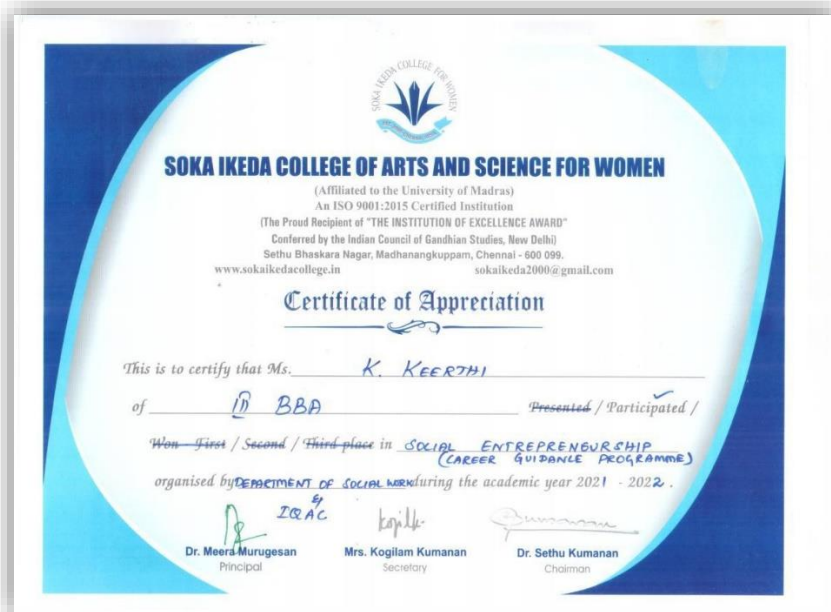 SOKA IKEDA COLLEGE FOR WOMEN
SOKA IKEDA COLLEGE OF ARTS AND SCIENCE FOR WOMEN
(Affiliated to the University of Madras)
An ISO 9001:2015 Certified Institution
(The Proud Recipient of "THE INSTITUTION OF EXCELLENCE AWARD"
Conferred by the Indian Council of Gandhian Studies, New Delhi)
Sethu Bhaskara Nagar, Madhanangkuppam, Chennai - 600 099.
www.sokaikedacollege.in sokaikeda2000@gmail.com
Certificate of Appreciation
This is to certify that Ms. K. KEERTHI
of III BBA Presented / Participated /
Won First / Second / Third place in SOCIAL ENTREPRENEURSHIP
(CAREER GUIDANCE PROGRAMME)
organised by DEPARTMENT OF SOCIAL WORK during the academic year 2021 - 2022.
& IQAC
Dr. Meera Murugesan Mrs. Kogilam Kumanan Dr. Sethu Kumanan
Principal Secretary Chairman